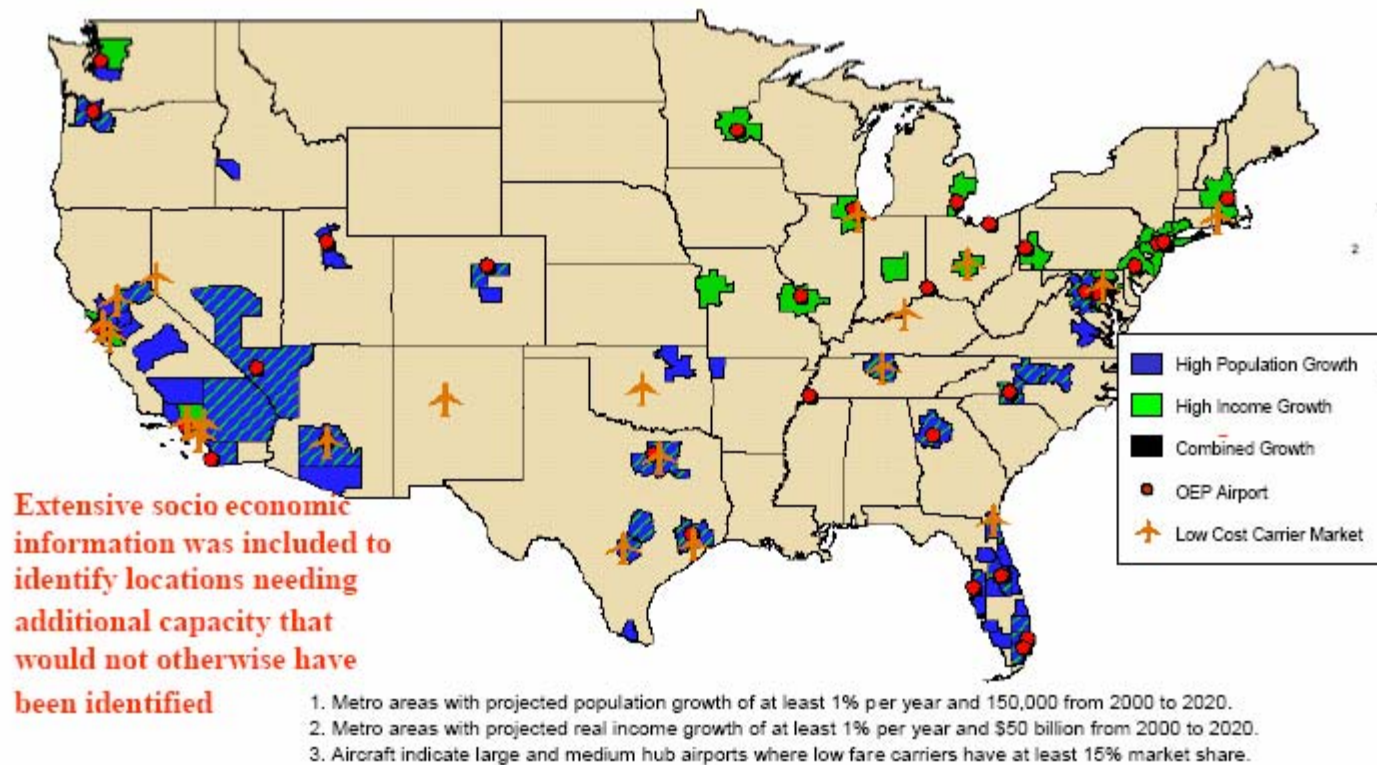 2
High Population Growth
High Income Growth
Combined Growth
OEP Airport
Low Cost Carrier Market
Extensive socio economic
information was included to
identify locations needing
additional capacity that
would not otherwise have
been identified
1. Metro areas with projected population growth of at least 1% per year and 150,000 from 2000 to 2020.
2. Metro areas with projected real income growth of at least 1% per year and $50 billion from 2000 to 2020.
3. Aircraft indicate large and medium hub airports where low fare carriers have at least 15% market share.